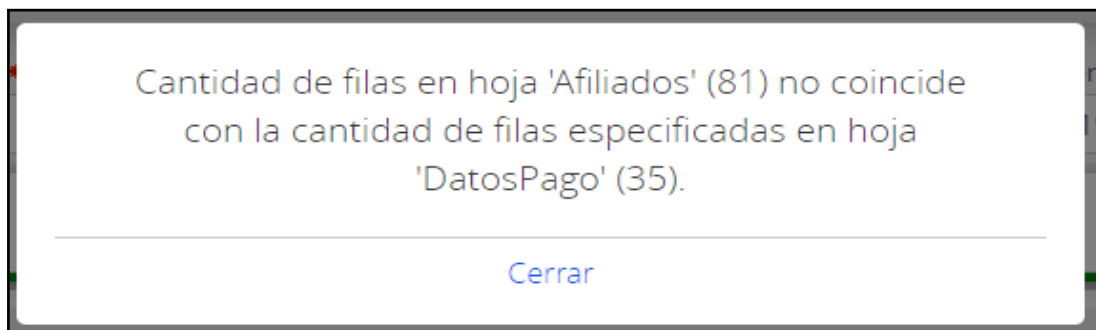 Cantidad de filas en hoja 'Afiliados' (81) no coincide
con la cantidad de filas especificadas en hoja
'DatosPago' (35).
Cerrar